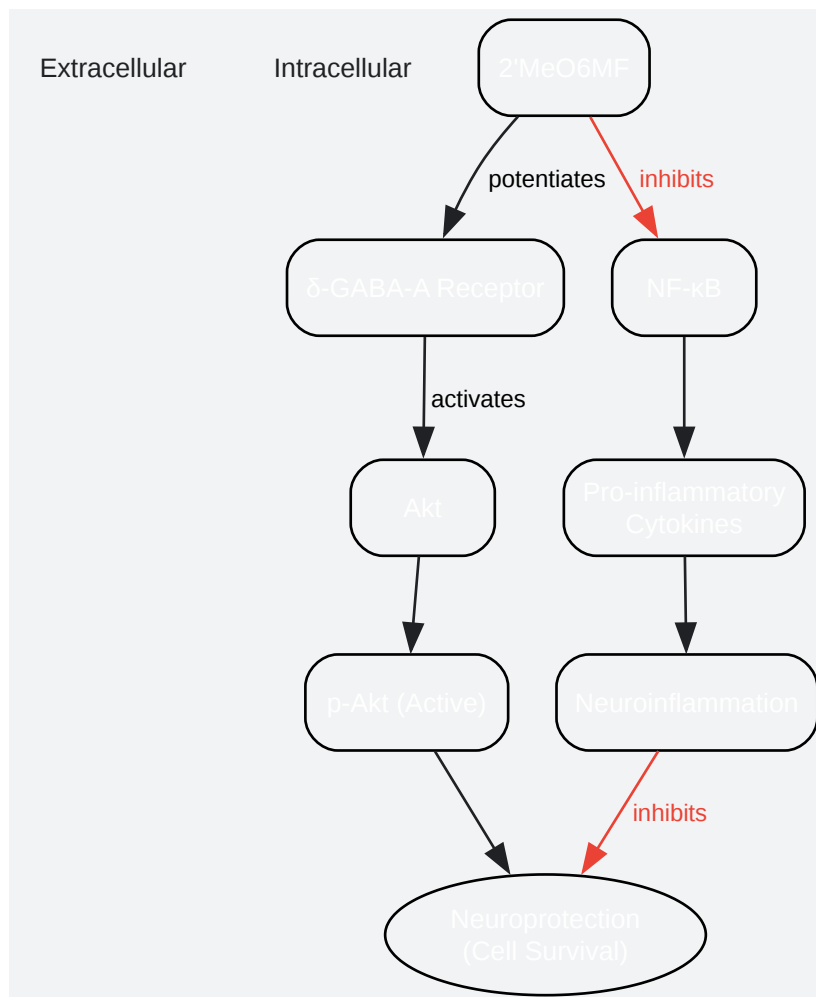 Extracellular
Intracellular
2'MeO6MF
potentiates
inhibits
δ-GABA-A Receptor
NF-κB
activates
Akt
Pro-inflammatory
Cytokines
p-Akt (Active)
Neuroinflammation
inhibits
Neuroprotection
(Cell Survival)